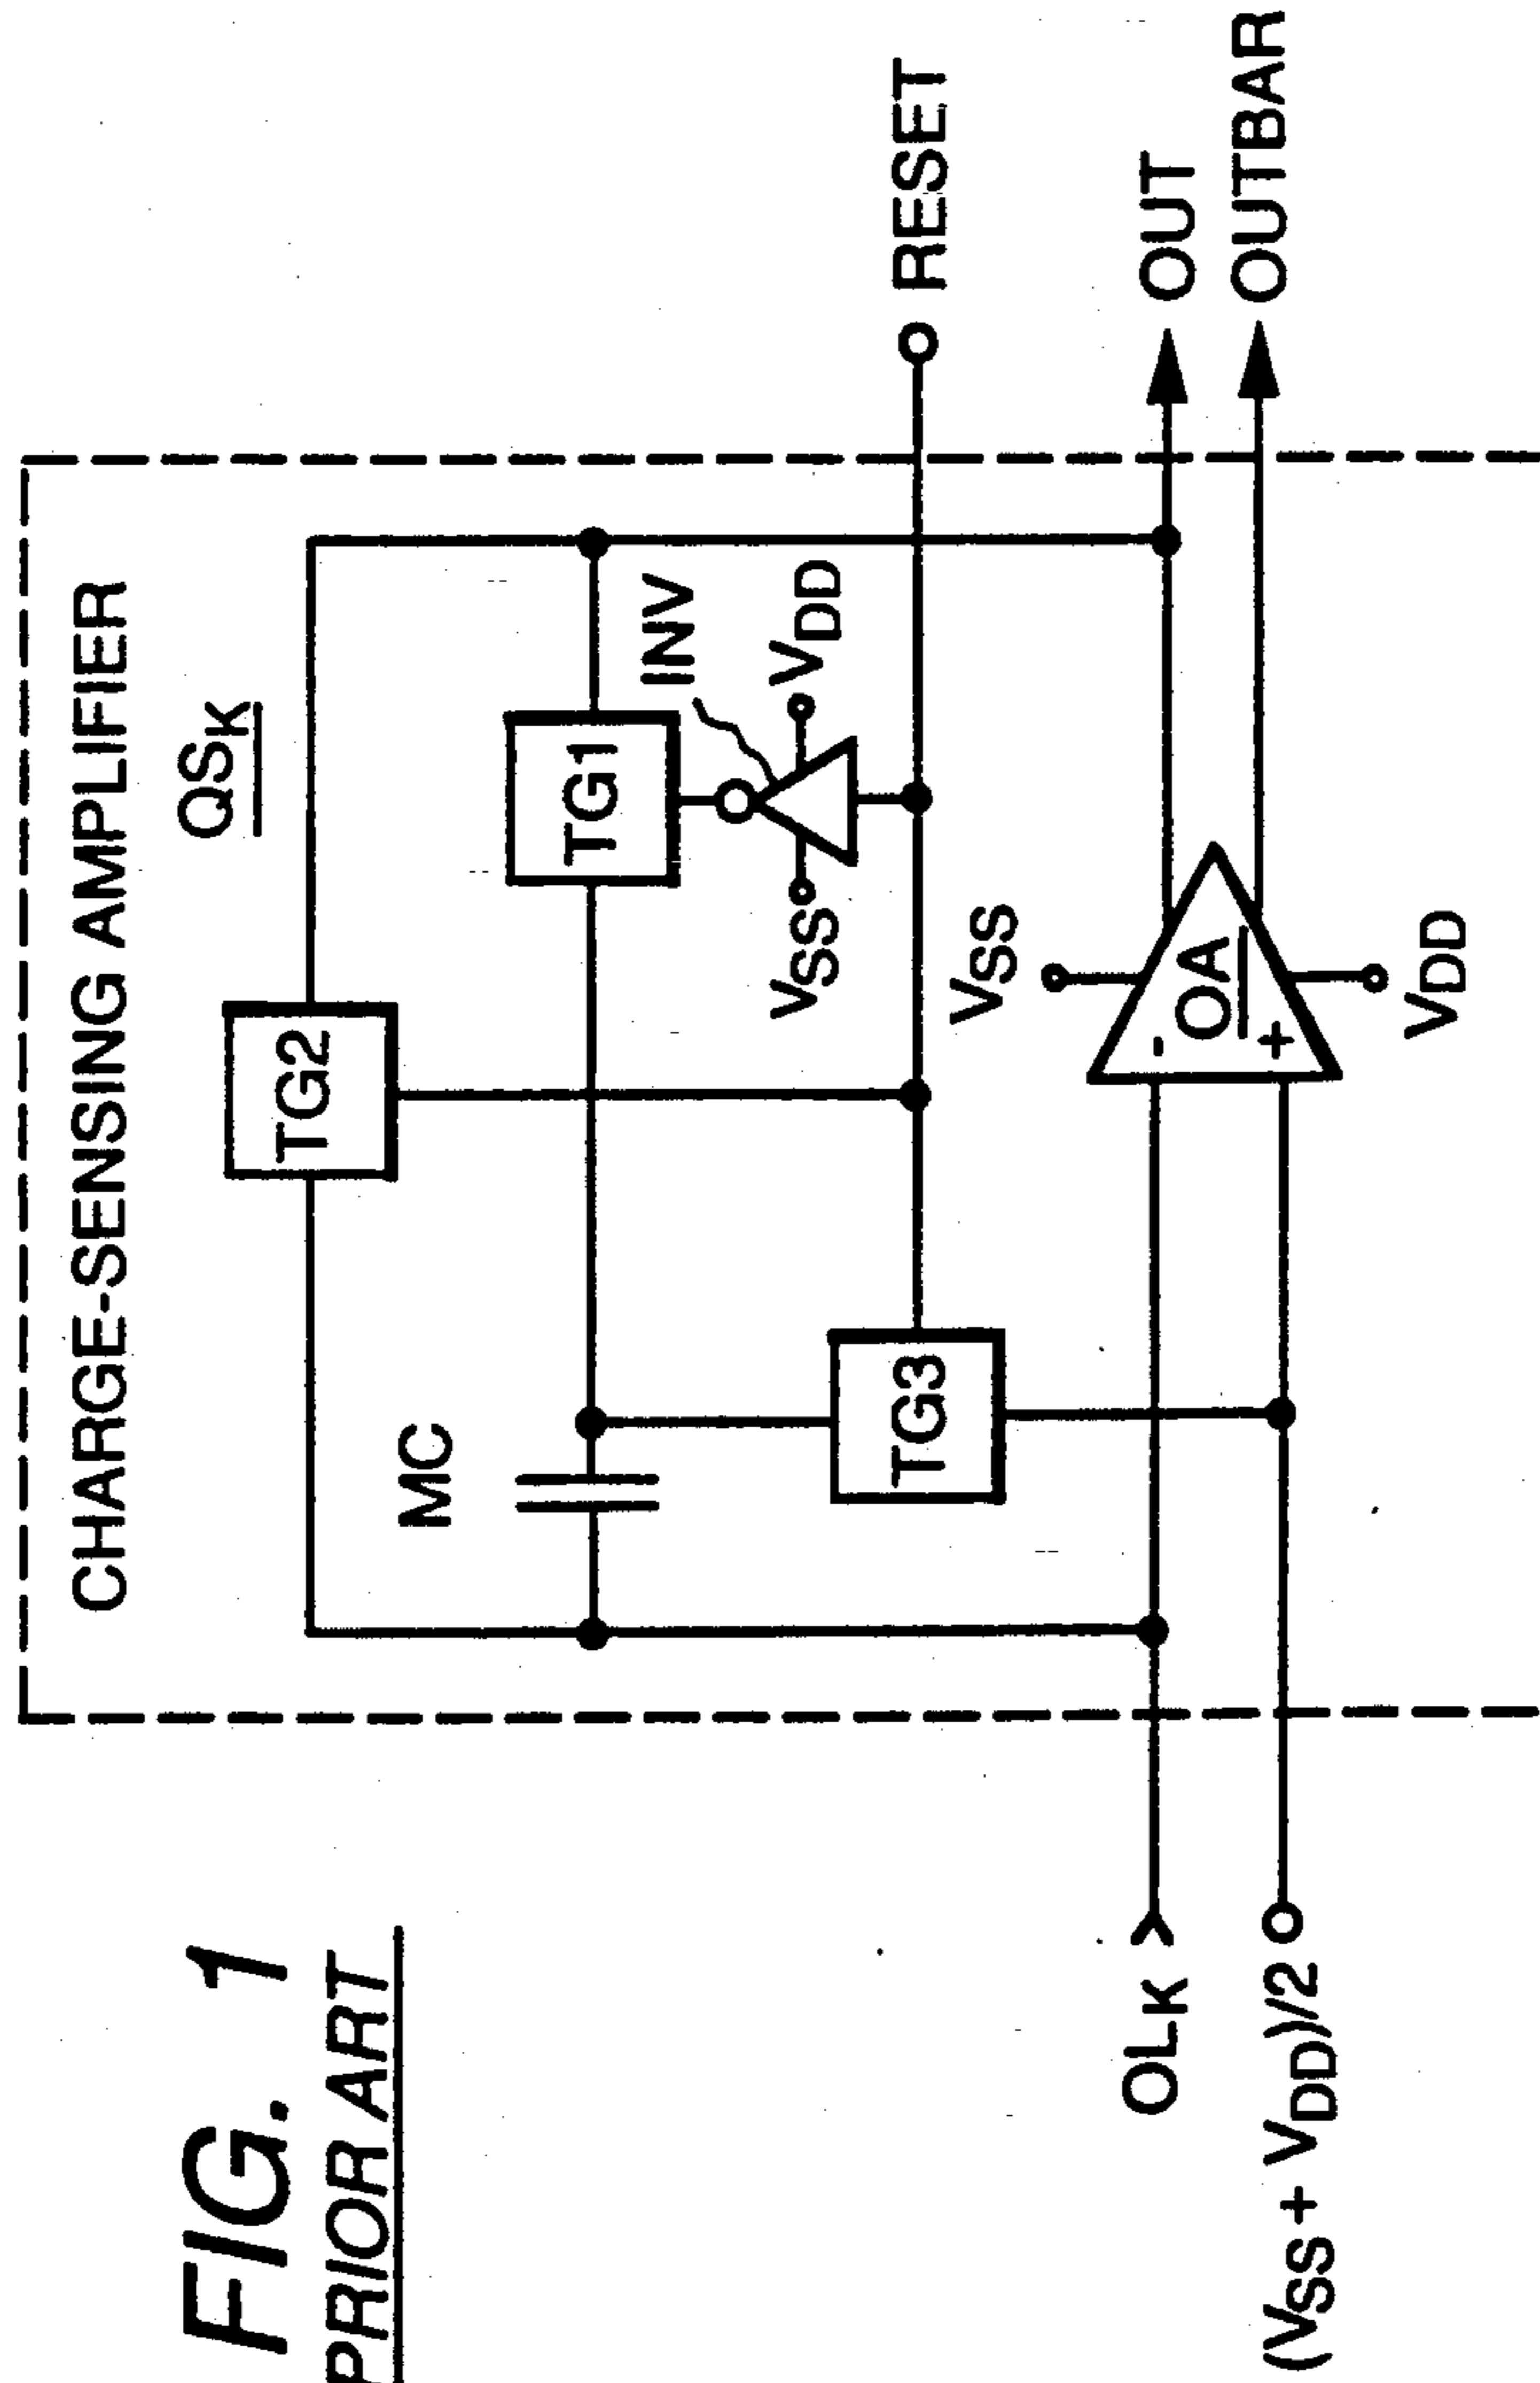 FIG. 1
PRIOR ART
CHARGE-SENSING AMPLIFIER
QSK
TG2
MC
TG1
INV
VSS
VDD
TG3
RESET
VSS
OLK
-
OA
+
OUT
(VSS + VDD)/2
OUTBAR
VDD